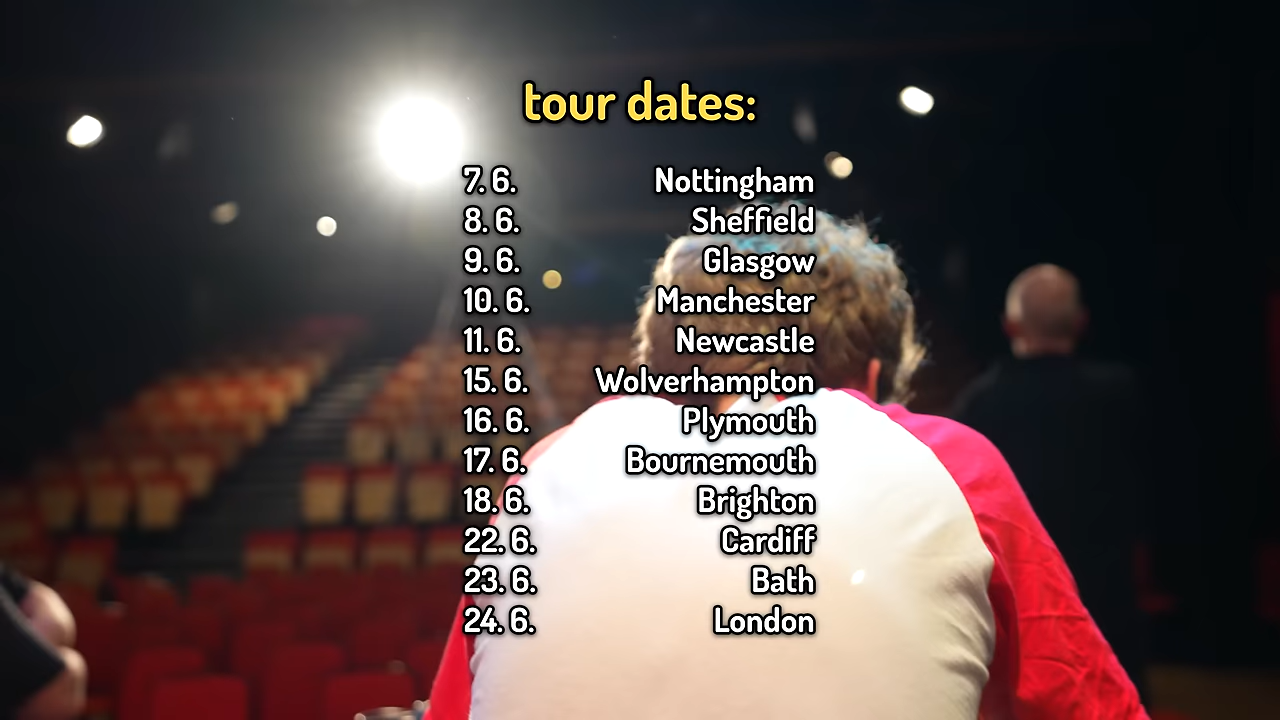 tour dates:
7. 6. Nottingham
8. 6. Sheffield
9. 6. Glasgow
10. 6. Manchester
11. 6. Newcastle
15. 6. Wolverhampton
16. 6. Plymouth
17. 6. Bournemouth
18. 6. Brighton
22. 6. Cardiff
23. 6. Bath
24. 6. London